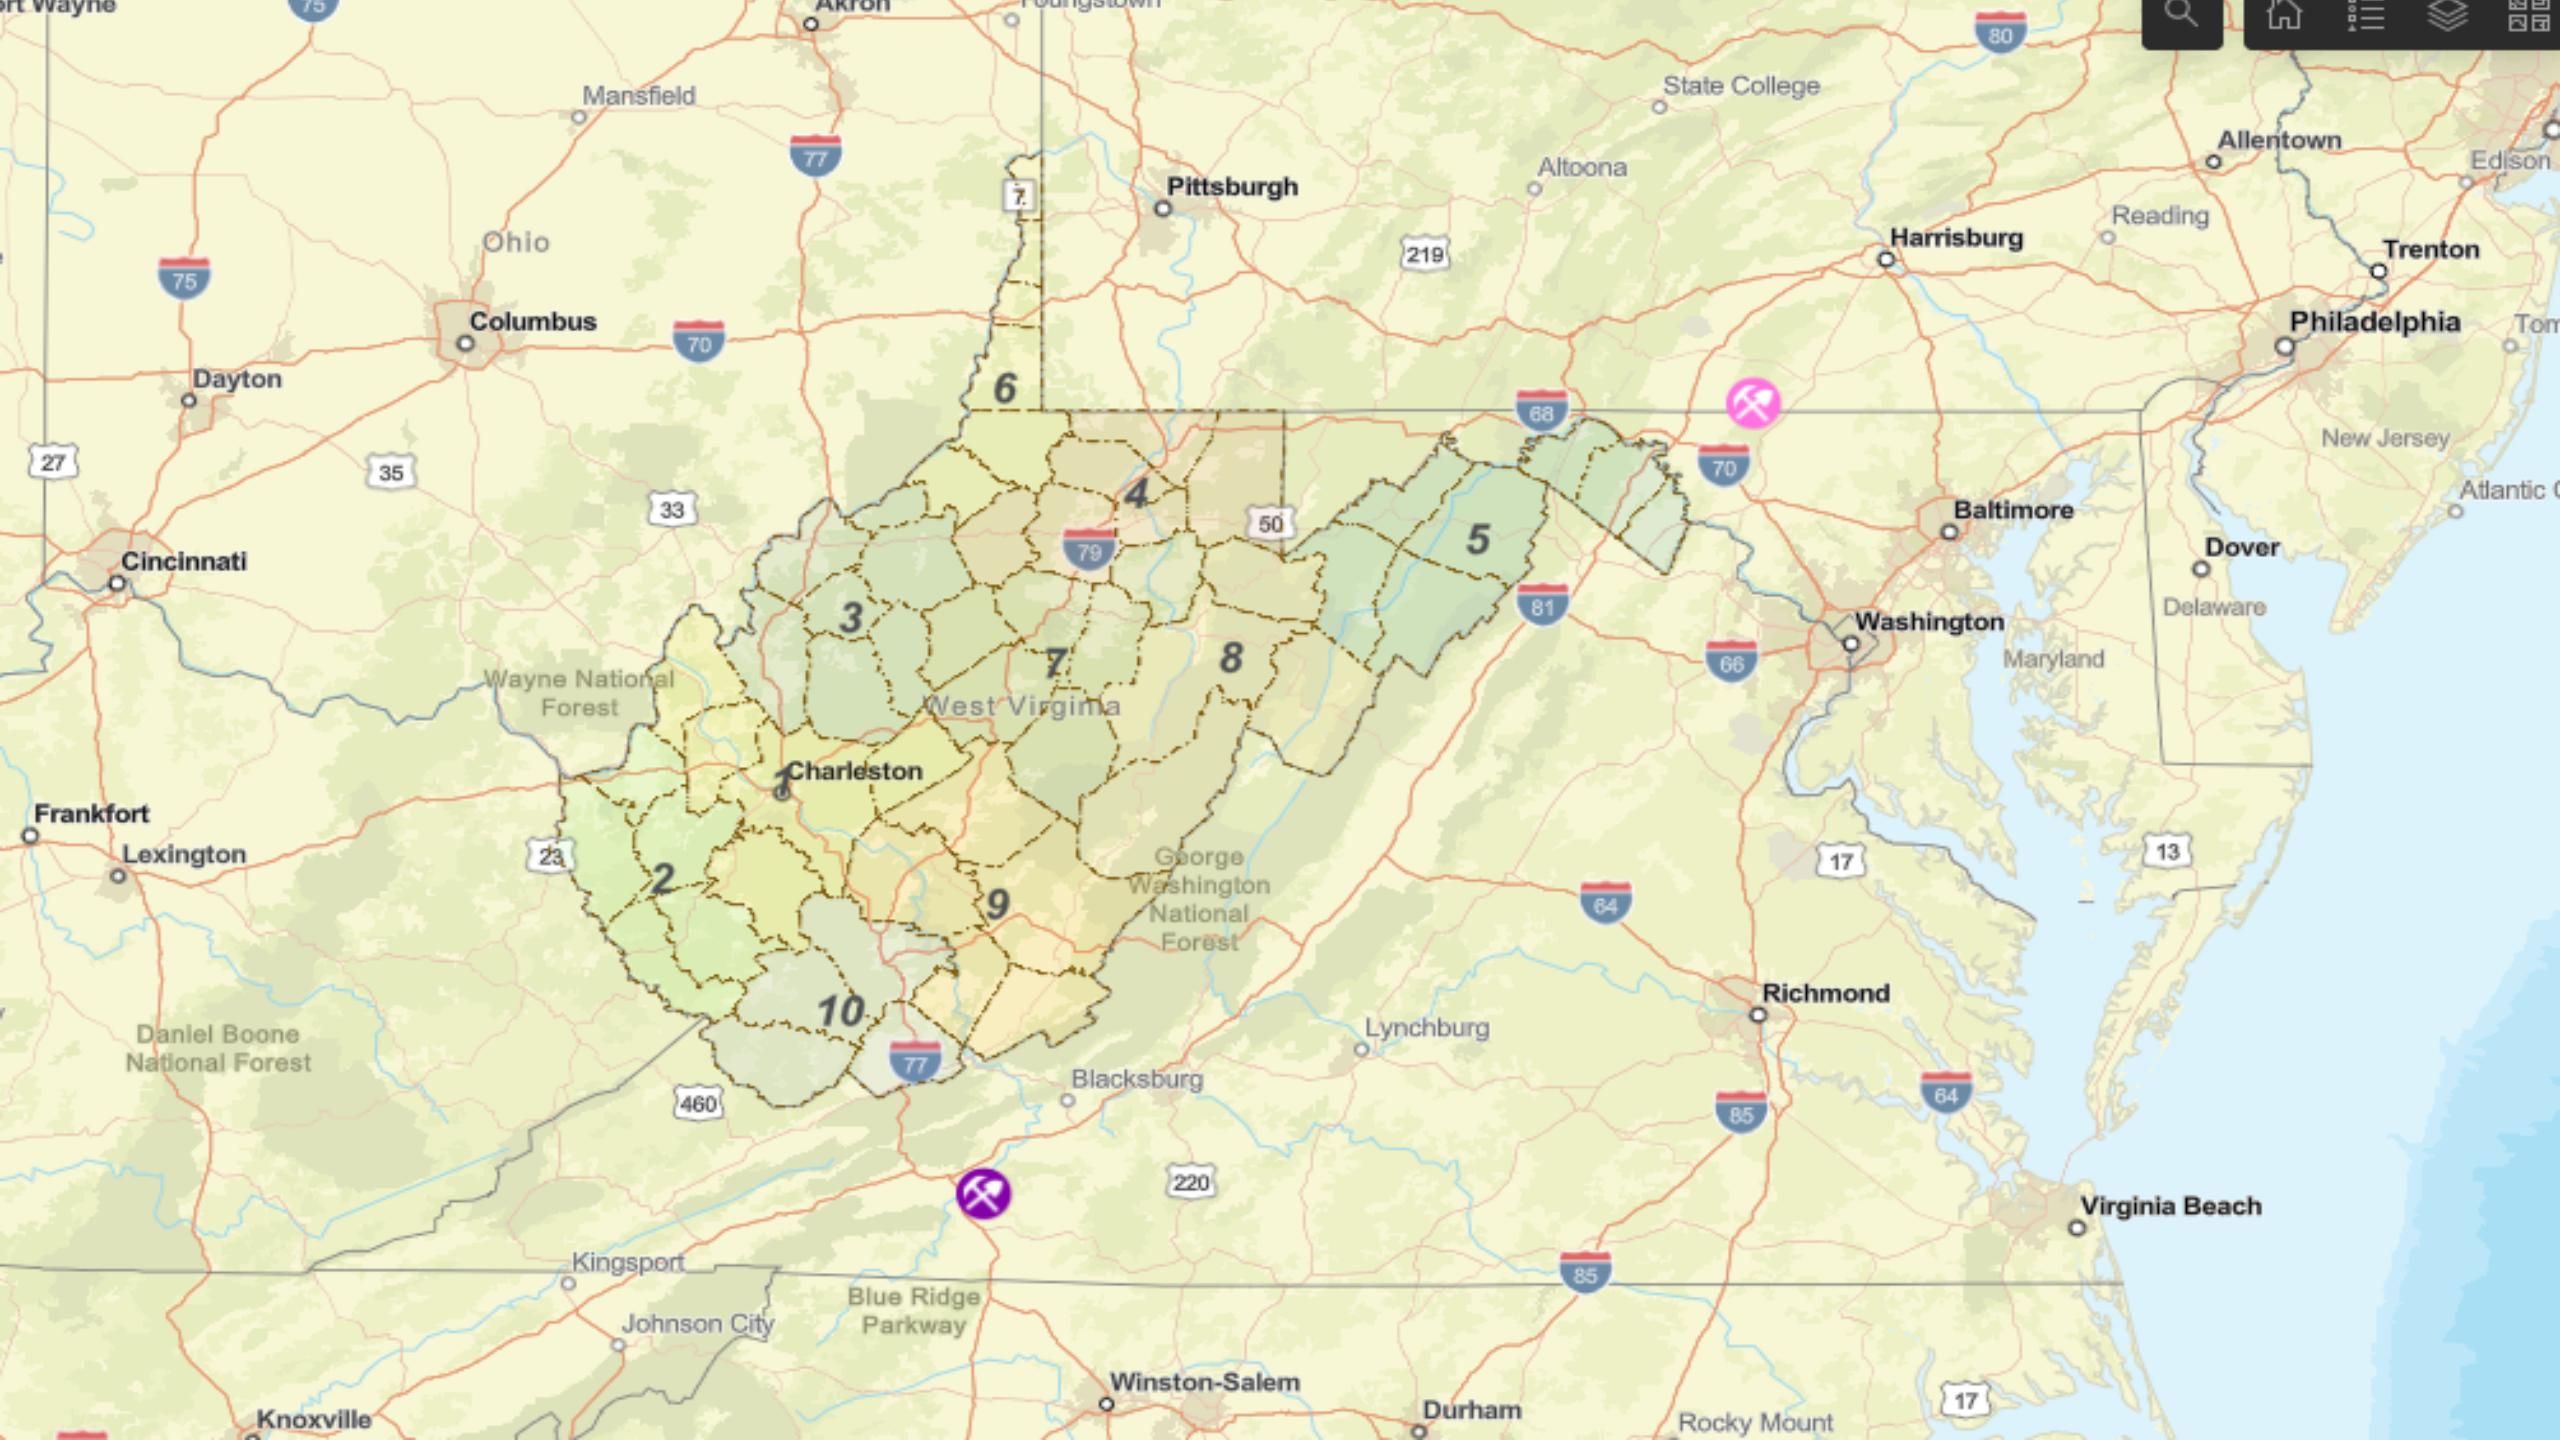 75
Akron
Mansfield
80
State College
77
Allentown
Altoona
Edison
7
Pittsburgh
Reading
Ohio
219
Harrisburg
Trenton
75
Columbus
70
Philadelphia
Dayton
6
68
New Jersey
27
35
70
4
Atlantic
33
50
Baltimore
5
79
Dover
Cincinnati
81
3
Delaware
Washington
7
8
66
Maryland
Wayne National
Forest
West Virginia
1
Charleston
Frankfort
23
Lexington
17
13
George
Washington
National
Forest
2
9
64
Richmond
10
Lynchburg
Daniel Boone
National Forest
77
Blacksburg
460
64
85
220
Virginia Beach
Kingsport
85
Blue Ridge
Parkway
Johnson City
Winston-Salem
17
Knoxville
Durham
Rocky Mount